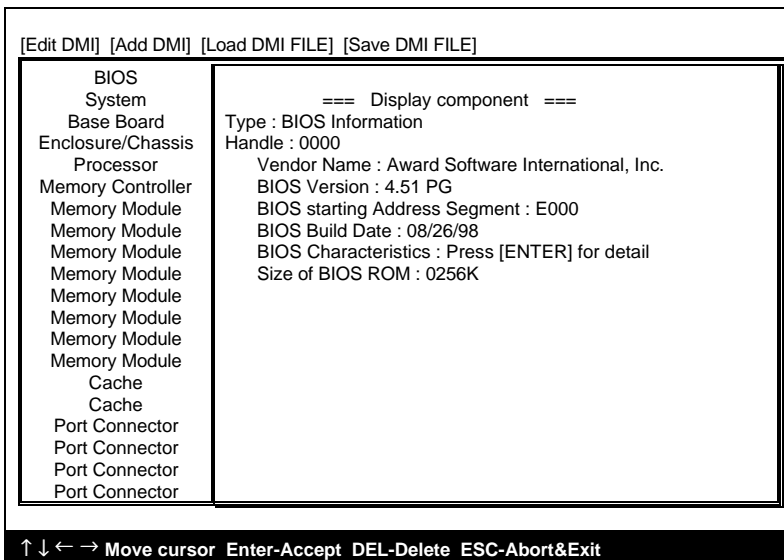 [Edit DMI] [Add DMI] [Load DMI FILE] [Save DMI FILE]
BIOS
System
Base Board
Enclosure/Chassis
Processor
Memory Controller
Memory Module
Memory Module
Memory Module
Memory Module
Memory Module
Memory Module
Memory Module
Memory Module
Cache
Cache
Port Connector
Port Connector
Port Connector
Port Connector
=== Display component ===
Type : BIOS Information
Handle : 0000
Vendor Name : Award Software International, Inc.
BIOS Version : 4.51 PG
BIOS starting Address Segment : E000
BIOS Build Date : 08/26/98
BIOS Characteristics : Press [ENTER] for detail
Size of BIOS ROM : 0256K
↑↓← → Move cursor Enter-Accept DEL-Delete ESC-Abort&Exit